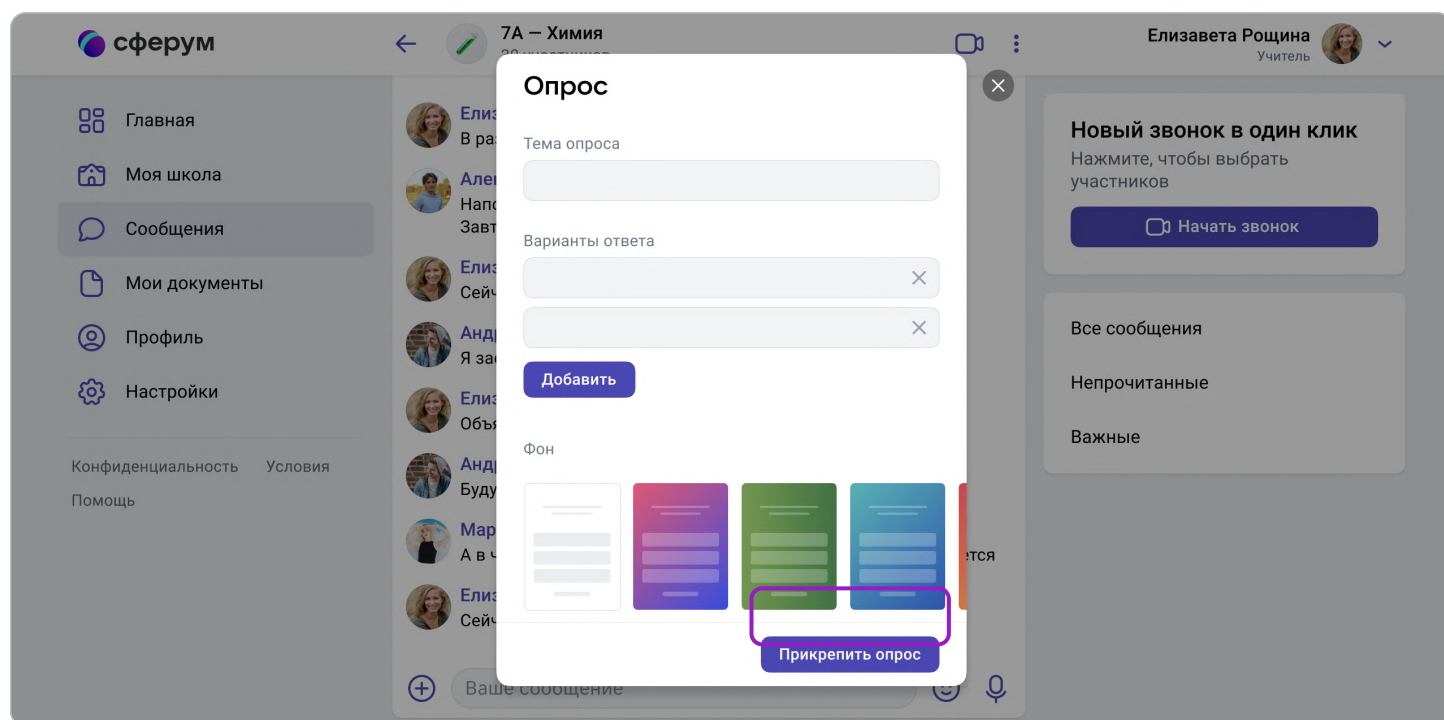 сферум
7А — Химия
Елизавета Рощина
Учитель
Главная
Моя школа
Сообщения
Мои документы
Профиль
Настройки
Конфиденциальность
Условия
Помощь
В
Завт
Я
А в
Ваше сообщение
Опрос
Тема опроса
Варианты ответа
Добавить
Фон
Прикрепить опрос
Новый звонок в один клик
Нажмите, чтобы выбрать
участников
Начать звонок
Все сообщения
Непрочитанные
Важные